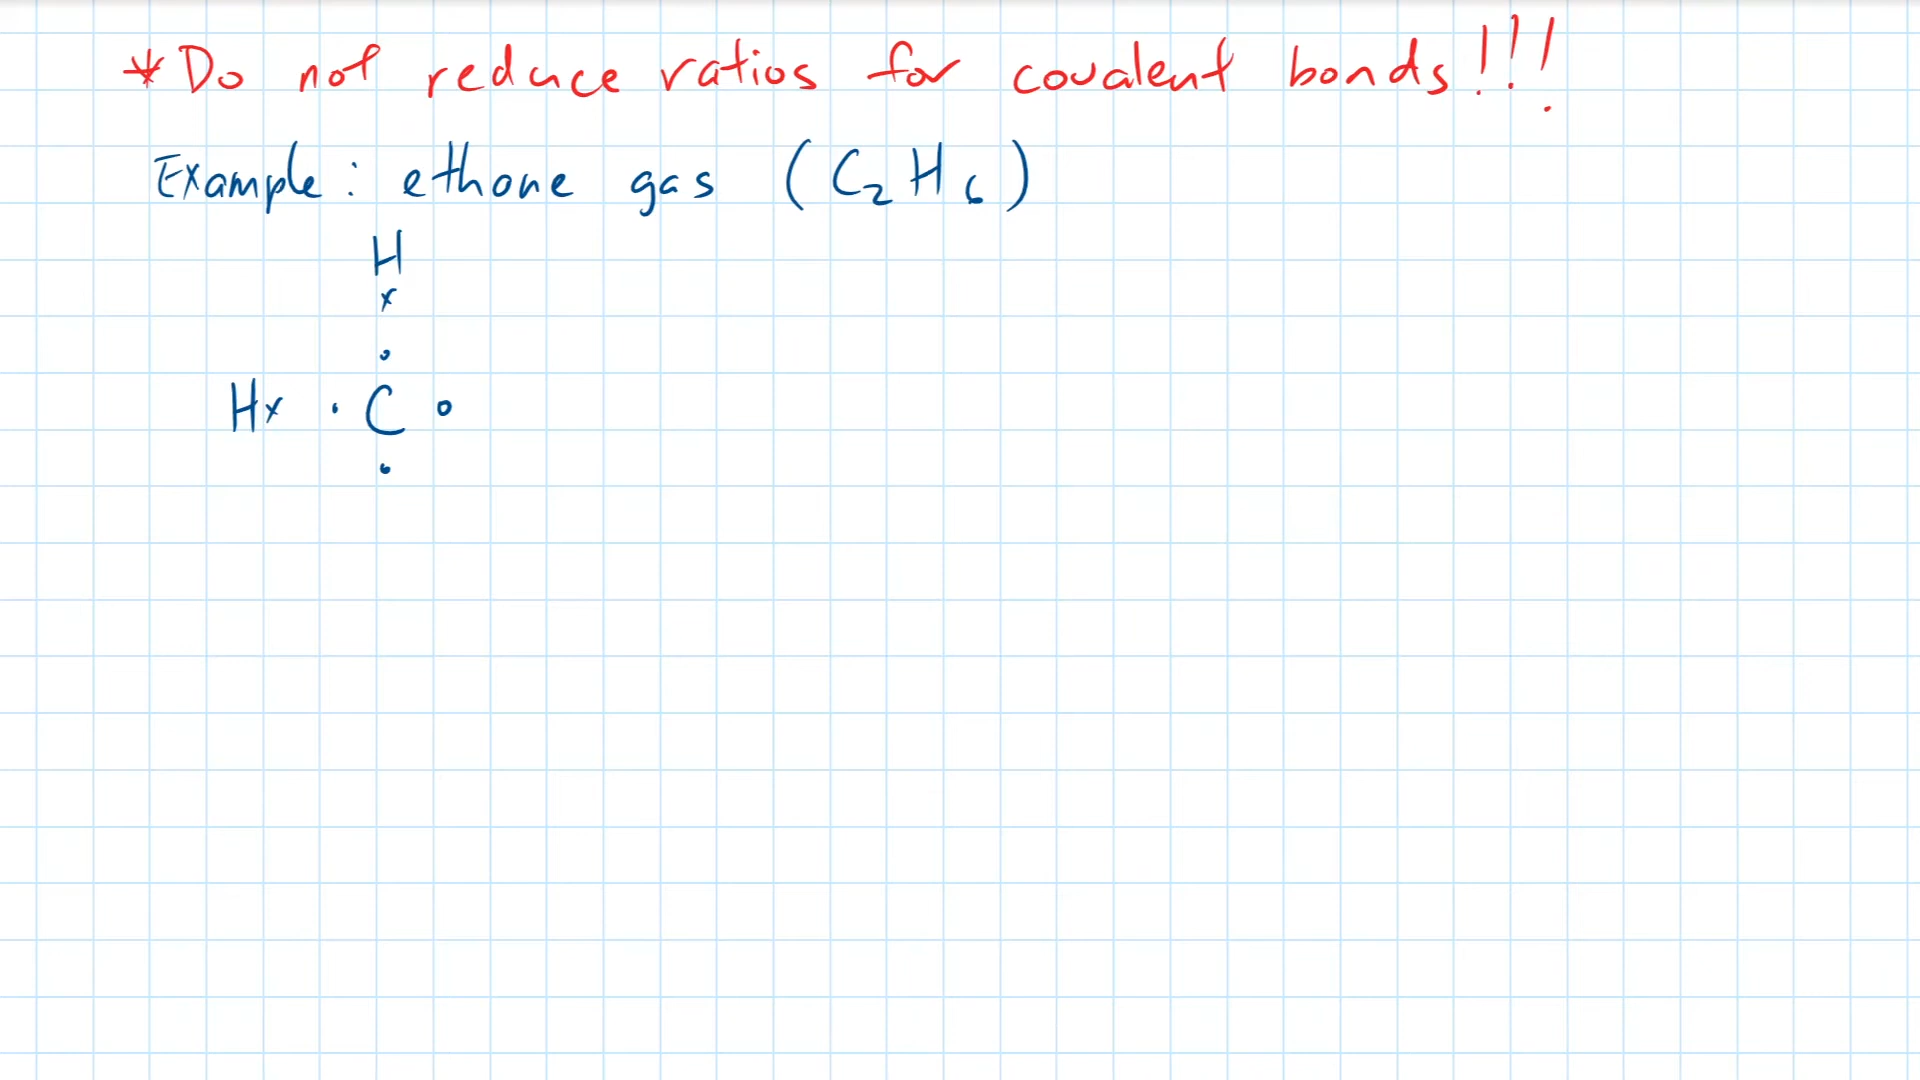 *Do not reduce ratios for covalent bonds!!!
Example: ethane gas (C₂H₆)
H
x
•
Hx • C •
•